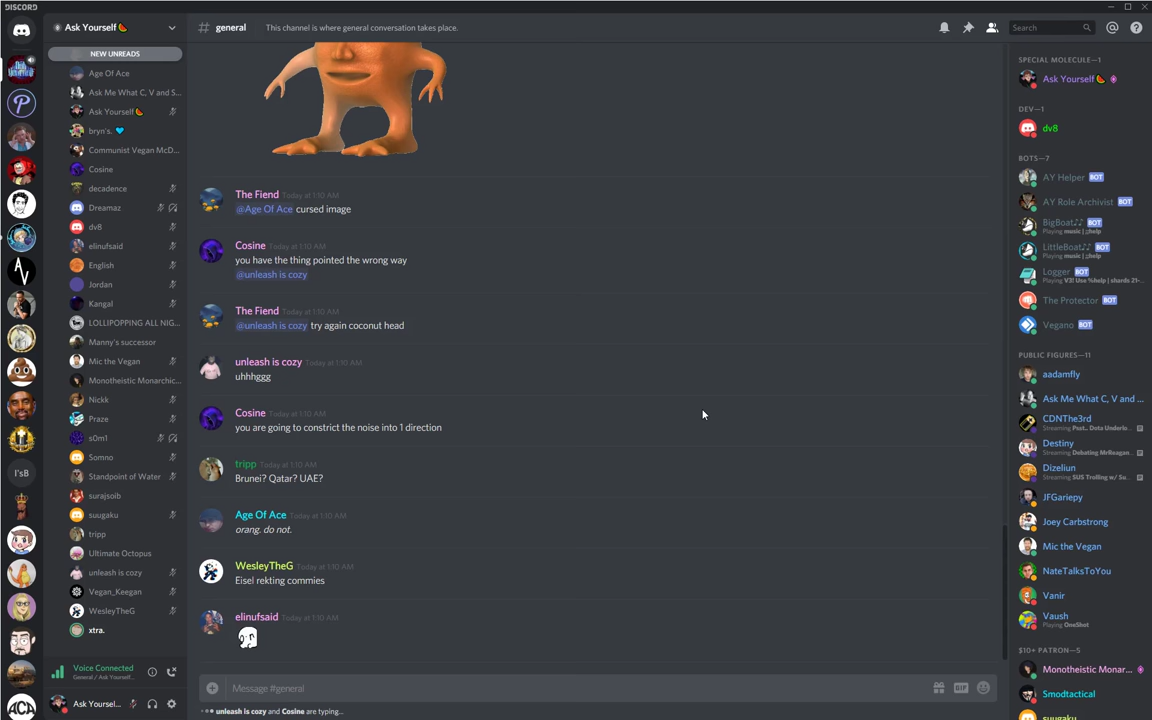 DISCORD
Ask Yourself
# general
This channel is where general conversation takes place.
Search
NEW UNREADS
Age Of Ace
Ask Me What C, V and S...
Ask Yourself
bryn's.
Communist Vegan McD...
Cosine
decadence
Dreamaz
dv8
elinufsaid
English
Jordan
Kangal
LOLLIPOPPING ALL NIG...
Manny's successor
Mic the Vegan
Monotheistic Monarchic...
Nickk
Praze
s0m1
Somno
Standpoint of Water
surajsoib
suugaku
tripp
Ultimate Octopus
unleash is cozy
Vegan_Keegan
WesleyTheG
xtra.
Voice Connected
General / Ask Yourself...
Ask Yoursel...
I'sB
ACA
The Fiend Today at 1:10 AM
@Age Of Ace cursed image
Cosine Today at 1:10 AM
you have the thing pointed the wrong way
@unleash is cozy
The Fiend Today at 1:10 AM
@unleash is cozy try again coconut head
unleash is cozy Today at 1:10 AM
uhhhggg
Cosine Today at 1:10 AM
you are going to constrict the noise into 1 direction
tripp Today at 1:10 AM
Brunei? Qatar? UAE?
Age Of Ace Today at 1:10 AM
orang. do not.
WesleyTheG Today at 1:10 AM
Eisel rekting commies
elinufsaid Today at 1:10 AM
Message #general
GIF
unleash is cozy and Cosine are typing...
SPECIAL MOLECULE—1
Ask Yourself
DEV—1
dv8
BOTS—7
AY Helper BOT
AY Role Archivist BOT
BigBoat BOT
Playing music | ;;help
LittleBoat BOT
Playing music | ;;help
Logger BOT
Playing V3! Use %help | shards 21-...
The Protector BOT
Vegano BOT
PUBLIC FIGURES—11
aadamfly
Ask Me What C, V and ...
CDNThe3rd
Streaming Pest.. Data Underlo...
Destiny
Streaming Debating MrReagan...
Dizeliun
Streaming SUS Trolling w/ Su...
JFGariepy
Joey Carbstrong
Mic the Vegan
NateTalksToYou
Vanir
Vaush
Playing OneShot
$10+ PATRON—5
Monotheistic Monar...
Smodtactical
suugaku